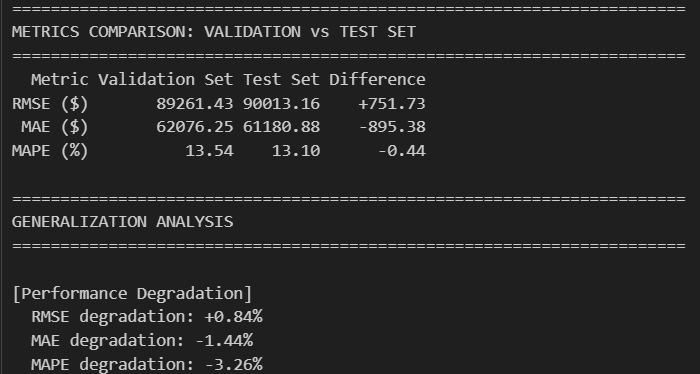 ======================================================================
METRICS COMPARISON: VALIDATION vs TEST SET
======================================================================
  Metric Validation Set Test Set Difference
RMSE ($)       89261.43 90013.16    +751.73
 MAE ($)       62076.25 61180.88    -895.38
MAPE (%)          13.54    13.10      -0.44

======================================================================
GENERALIZATION ANALYSIS
======================================================================

[Performance Degradation]
  RMSE degradation: +0.84%
  MAE degradation: -1.44%
  MAPE degradation: -3.26%